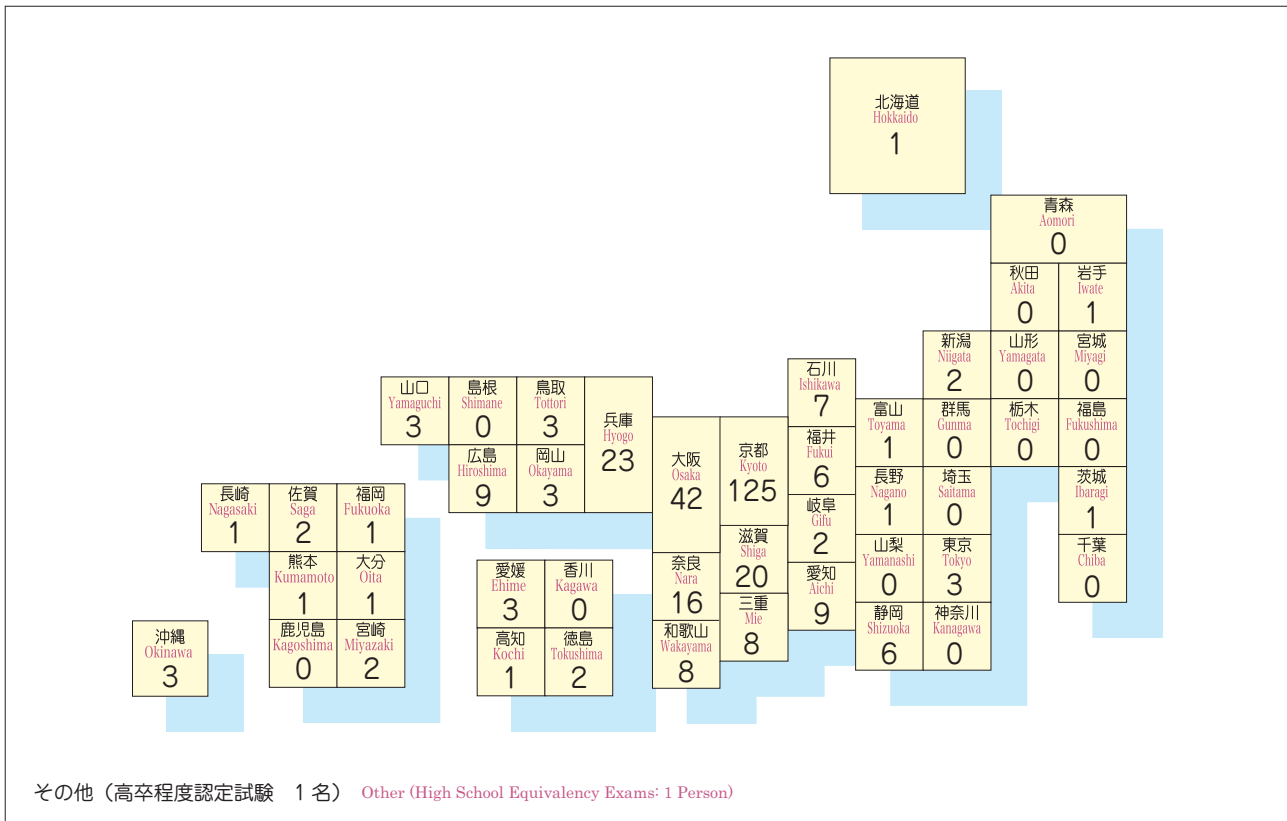 北海道
Hokkaido
1
青森
Aomori
0
秋田
Akita
0
岩手
Iwate
1
新潟
Niigata
2
山形
Yamagata
0
宮城
Miyagi
0
石川
Ishikawa
7
富山
Toyama
1
群馬
Gunma
0
栃木
Tochigi
0
福島
Fukushima
0
山口
Yamaguchi
3
島根
Shimane
0
鳥取
Tottori
3
兵庫
Hyogo
23
広島
Hiroshima
9
岡山
Okayama
3
大阪
Osaka
42
京都
Kyoto
125
福井
Fukui
6
長野
Nagano
1
埼玉
Saitama
0
茨城
Ibaragi
1
長崎
Nagasaki
1
佐賀
Saga
2
福岡
Fukuoka
1
岐阜
Gifu
2
滋賀
Shiga
20
山梨
Yamanashi
0
東京
Tokyo
3
千葉
Chiba
0
熊本
Kumamoto
1
大分
Oita
1
愛媛
Ehime
3
香川
Kagawa
0
奈良
Nara
16
愛知
Aichi
9
三重
Mie
8
静岡
Shizuoka
6
神奈川
Kanagawa
0
沖縄
Okinawa
3
鹿児島
Kagoshima
0
宮崎
Miyazaki
2
高知
Kochi
1
徳島
Tokushima
2
和歌山
Wakayama
8
その他（高卒程度認定試験　1名） Other (High School Equivalency Exams: 1 Person)